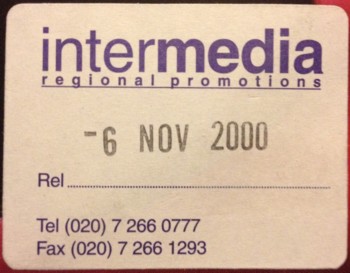 intermedia
regional promotions
-6 NOV 2000
Rel
Tel (020) 7 266 0777
Fax (020) 7 266 1293